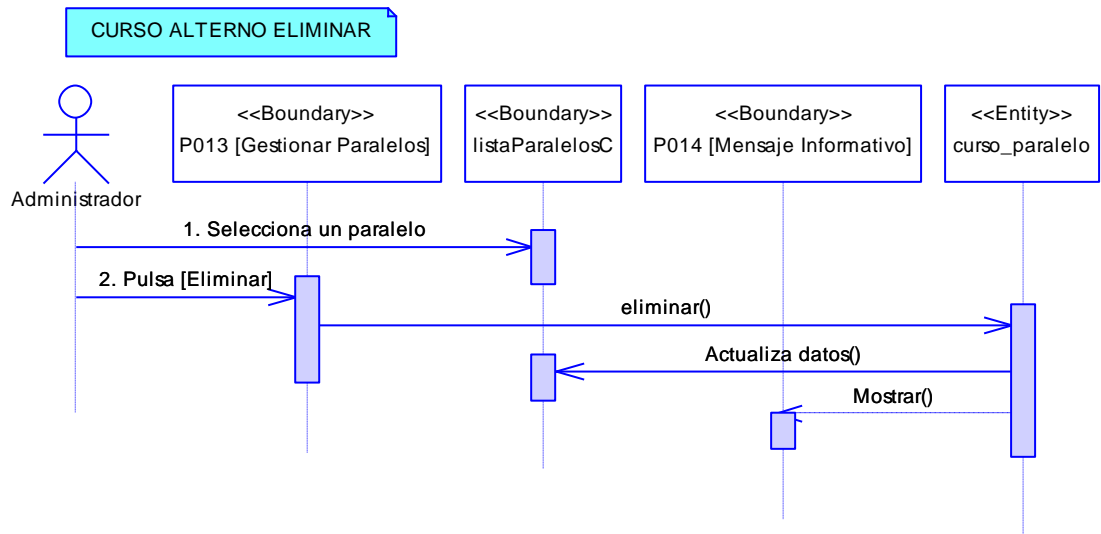 CURSO ALTERNO ELIMINAR
<<Boundary>>
P013 [Gestionar Paralelos]
<<Boundary>>
listaParalelosC
<<Boundary>>
P014 [Mensaje Informativo]
<<Entity>>
curso_paralelo
Administrador
1. Selecciona un paralelo
2. Pulsa [Eliminar]
eliminar()
Actualiza datos()
Mostrar()